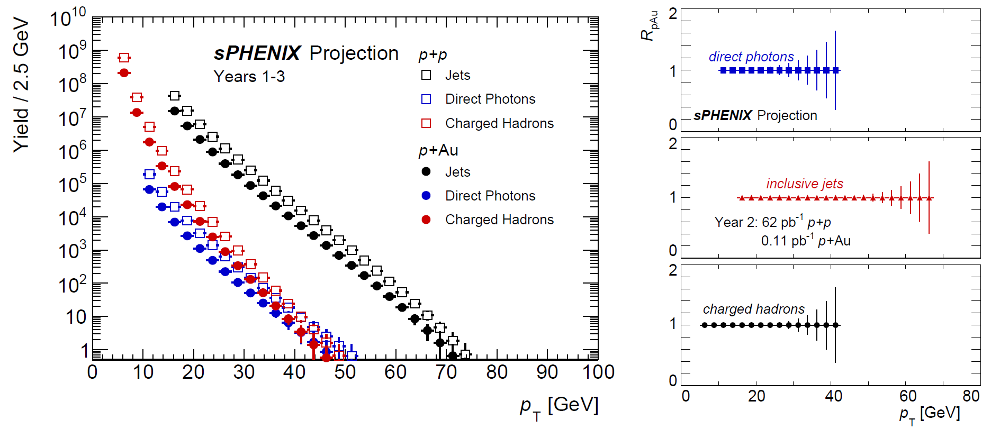 Yield / 2.5 GeV
10^10
10^9
10^8
10^7
10^6
10^5
10^4
10^3
10^2
10
1
sPHENIX Projection
Years 1-3
p+p
Jets
Direct Photons
Charged Hadrons
p+Au
Jets
Direct Photons
Charged Hadrons
0 10 20 30 40 50 60 70 80 90 100
p_T [GeV]
R_pAu
2
1
0
direct photons
sPHENIX Projection
2
1
0
inclusive jets
Year 2: 62 pb^-1 p+p
0.11 pb^-1 p+Au
2
1
0
charged hadrons
0 20 40 60 80
p_T [GeV]